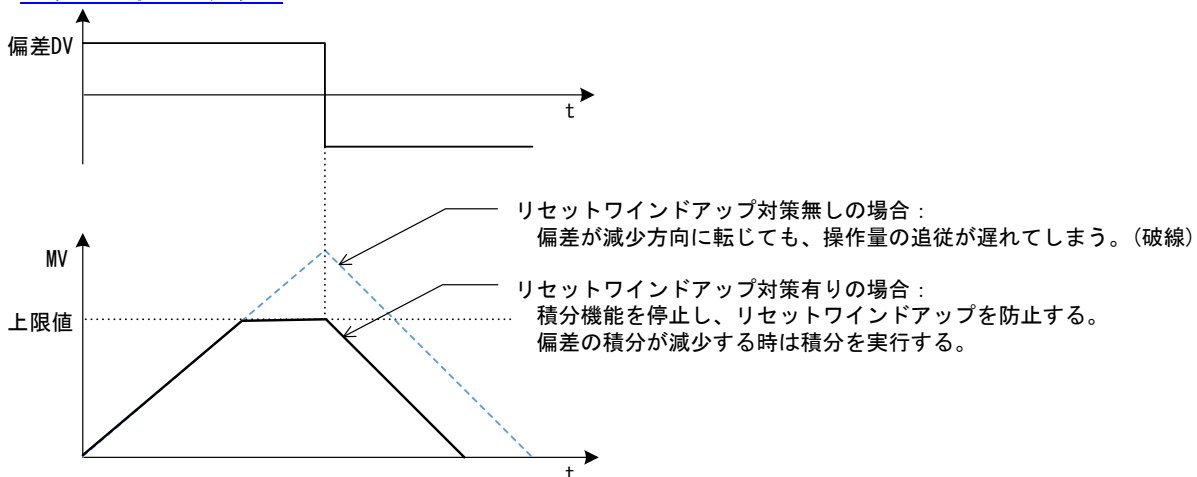 偏差DV
t
リセットワインドアップ対策無しの場合：
偏差が減少方向に転じても、操作量の追従が遅れてしまう。(破線)
MV
リセットワインドアップ対策有りの場合：
上限値
積分機能を停止し、リセットワインドアップを防止する。
偏差の積分が減少する時は積分を実行する。
t